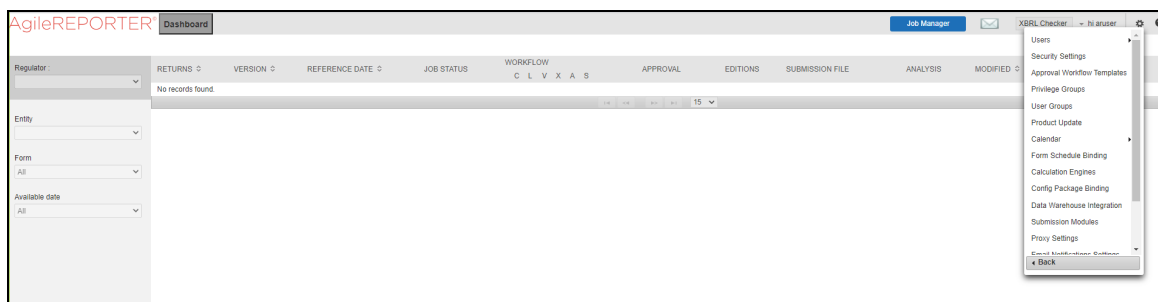 AgileREPORTER® Dashboard Job Manager XBRL Checker hi aruser
Regulator :
RETURNS VERSION REFERENCE DATE JOB STATUS WORKFLOW APPROVAL EDITIONS SUBMISSION FILE ANALYSIS MODIFIED
C L V X A S
No records found.
15
Entity
Form
All
Available date
All
Users
Security Settings
Approval Workflow Templates
Privilege Groups
User Groups
Product Update
Calendar
Form Schedule Binding
Calculation Engines
Config Package Binding
Data Warehouse Integration
Submission Modules
Proxy Settings
Email Notifications Settings
Back